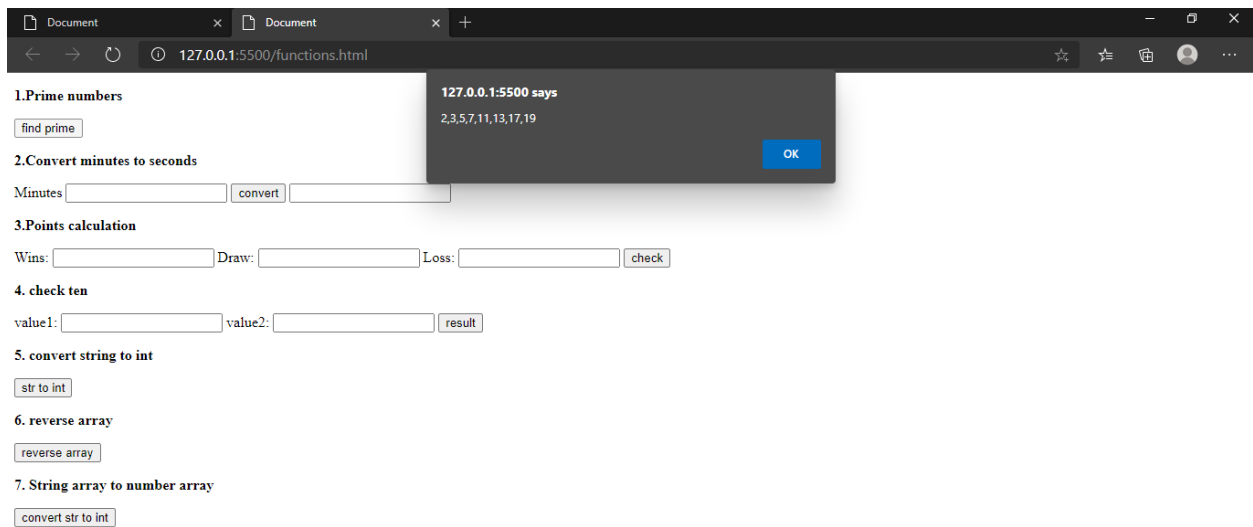 Document
Document
127.0.0.1:5500/functions.html
127.0.0.1:5500 says
2,3,5,7,11,13,17,19
OK
1.Prime numbers
find prime
2.Convert minutes to seconds
Minutes convert
3.Points calculation
Wins: Draw: Loss: check
4. check ten
value1: value2: result
5. convert string to int
str to int
6. reverse array
reverse array
7. String array to number array
convert str to int